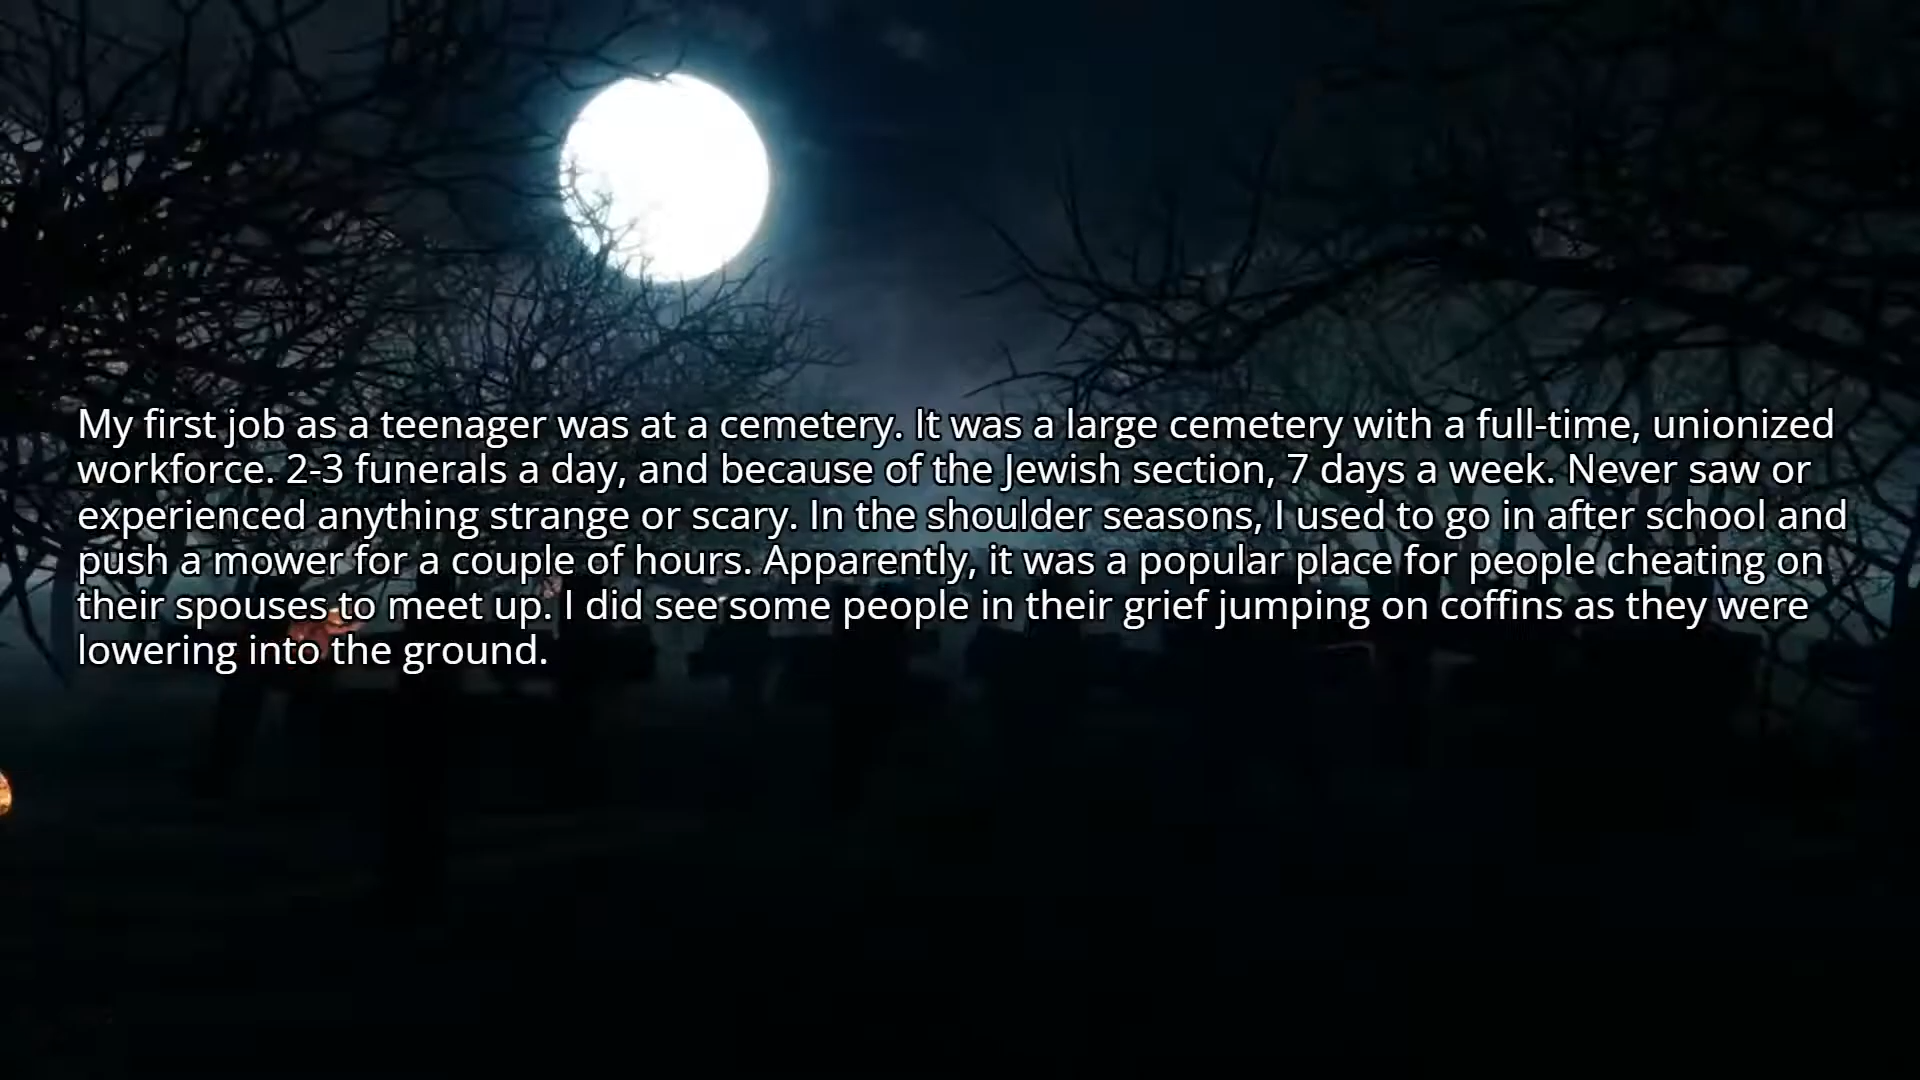 My first job as a teenager was at a cemetery. It was a large cemetery with a full-time, unionized
workforce. 2-3 funerals a day, and because of the Jewish section, 7 days a week. Never saw or
experienced anything strange or scary. In the shoulder seasons, I used to go in after school and
push a mower for a couple of hours. Apparently, it was a popular place for people cheating on
their spouses to meet up. I did see some people in their grief jumping on coffins as they were
lowering into the ground.